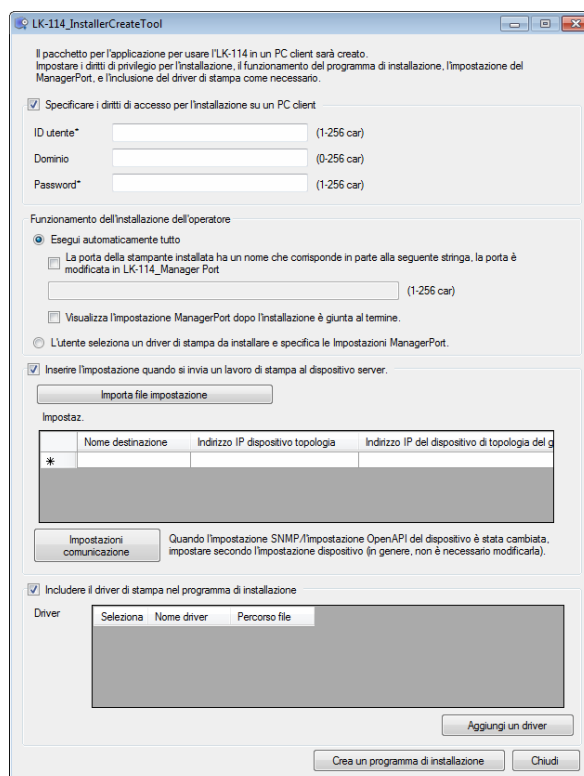 LK-114_InstallerCreateTool
Il pacchetto per l'applicazione per usare l'LK-114 in un PC client sarà creato.
Impostare i diritti di privilegio per l'installazione, il funzionamento del programma di installazione, l'impostazione del
ManagerPort, e l'inclusione del driver di stampa come necessario.
Specificare i diritti di accesso per l'installazione su un PC client
ID utente* (1-256 car)
Dominio (0-256 car)
Password* (1-256 car)
Funzionamento dell'installazione dell'operatore
Esegui automaticamente tutto
La porta della stampante installata ha un nome che corrisponde in parte alla seguente stringa, la porta è
modificata in LK-114_Manager Port
(1-256 car)
Visualizza l'impostazione ManagerPort dopo l'installazione è giunta al termine.
L'utente seleziona un driver di stampa da installare e specifica le Impostazioni ManagerPort.
Inserire l'impostazione quando si invia un lavoro di stampa al dispositivo server.
Importa file impostazione
Impostaz.
Nome destinazione Indirizzo IP dispositivo topologia Indirizzo IP del dispositivo di topologia del g
Impostazioni
comunicazione
Quando l'impostazione SNMP/l'impostazione OpenAPI del dispositivo è stata cambiata,
impostare secondo l'impostazione dispositivo (in genere, non è necessario modificarla).
Includere il driver di stampa nel programma di installazione
Driver
Seleziona Nome driver Percorso file
Aggiungi un driver
Crea un programma di installazione Chiudi